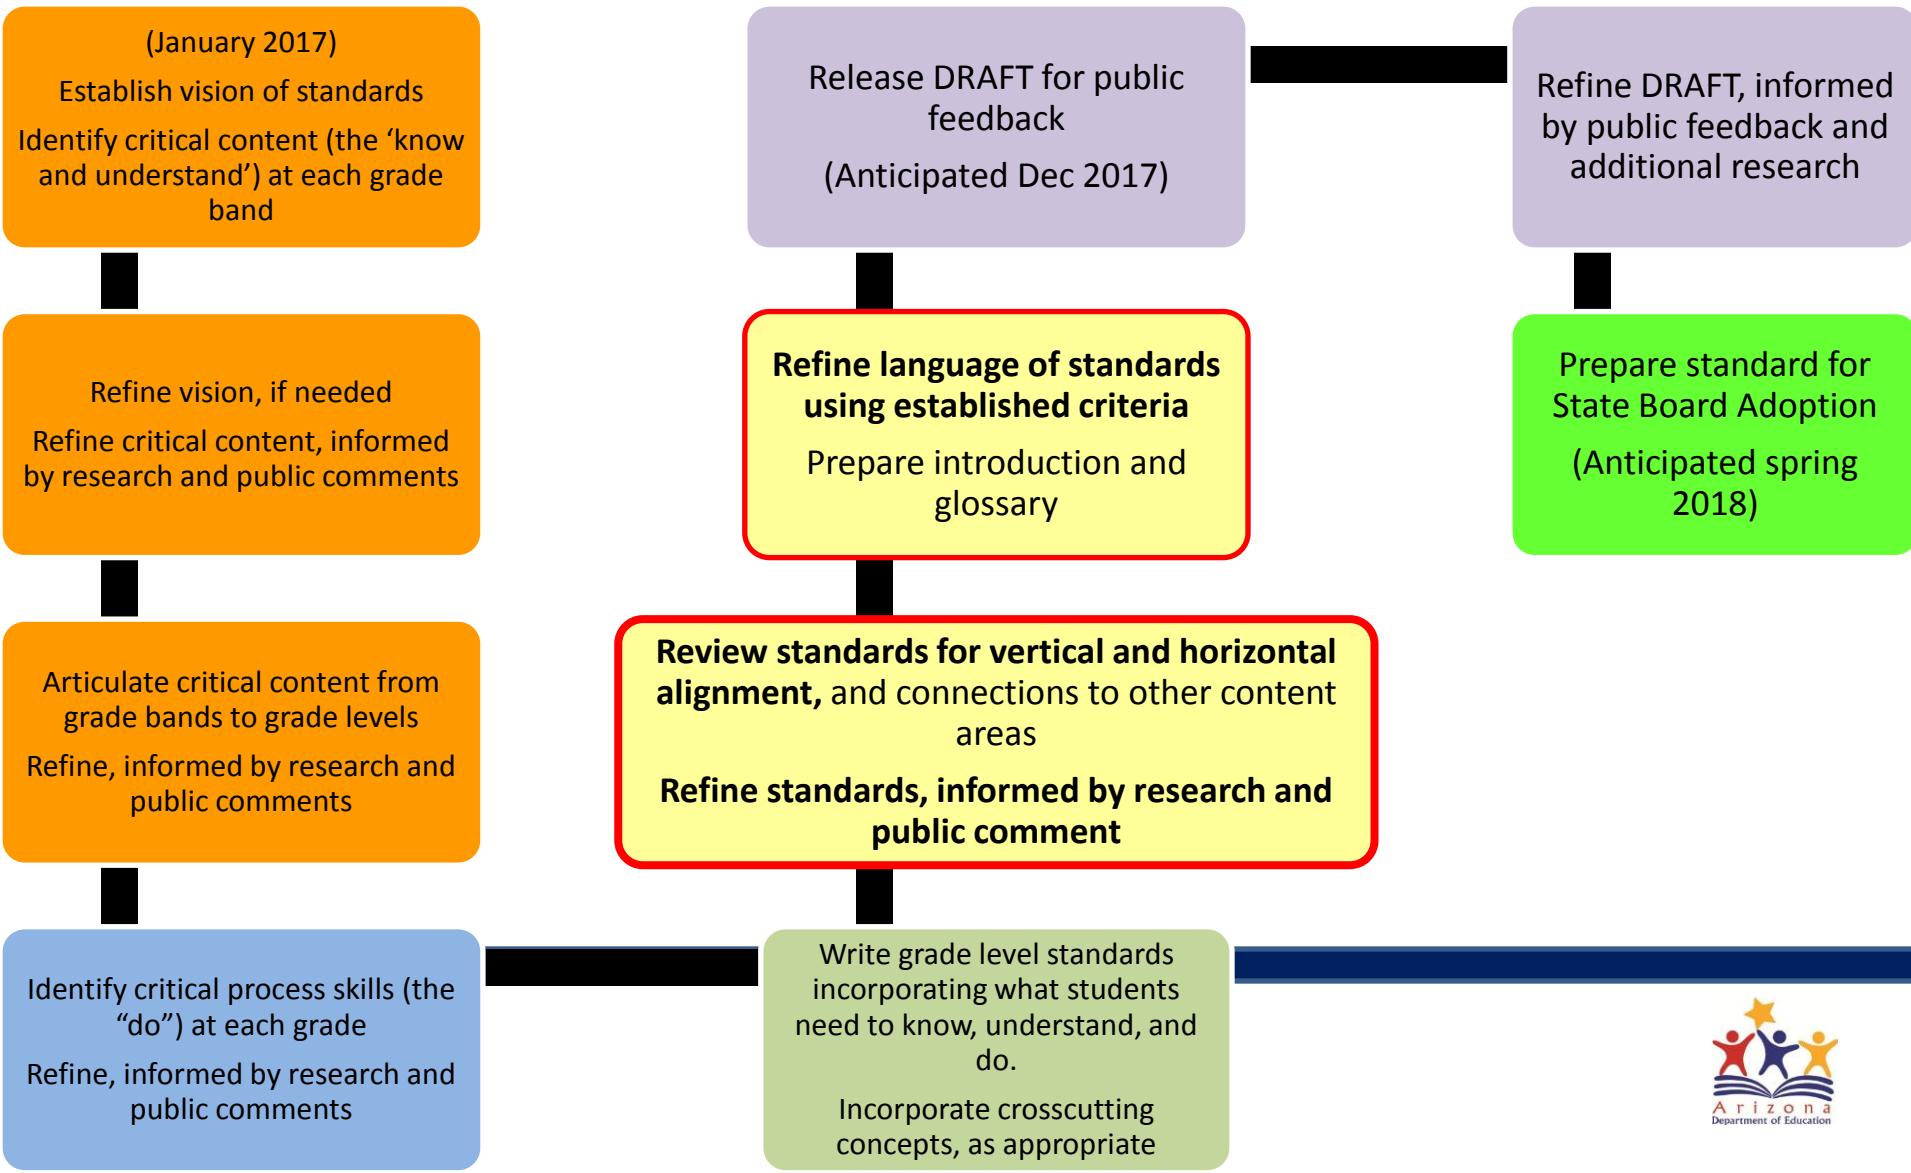 (January 2017)
Establish vision of standards
Identify critical content (the ‘know
and understand’) at each grade
band
Refine vision, if needed
Refine critical content, informed
by research and public comments
Articulate critical content from
grade bands to grade levels
Refine, informed by research and
public comments
Identify critical process skills (the
“do”) at each grade
Refine, informed by research and
public comments
Write grade level standards
incorporating what students
need to know, understand, and
do.
Incorporate crosscutting
concepts, as appropriate
Review standards for vertical and horizontal
alignment, and connections to other content
areas
Refine standards, informed by research and
public comment
Refine language of standards
using established criteria
Prepare introduction and
glossary
Release DRAFT for public
feedback
(Anticipated Dec 2017)
Refine DRAFT, informed
by public feedback and
additional research
Prepare standard for
State Board Adoption
(Anticipated spring
2018)
Arizona
Department of Education